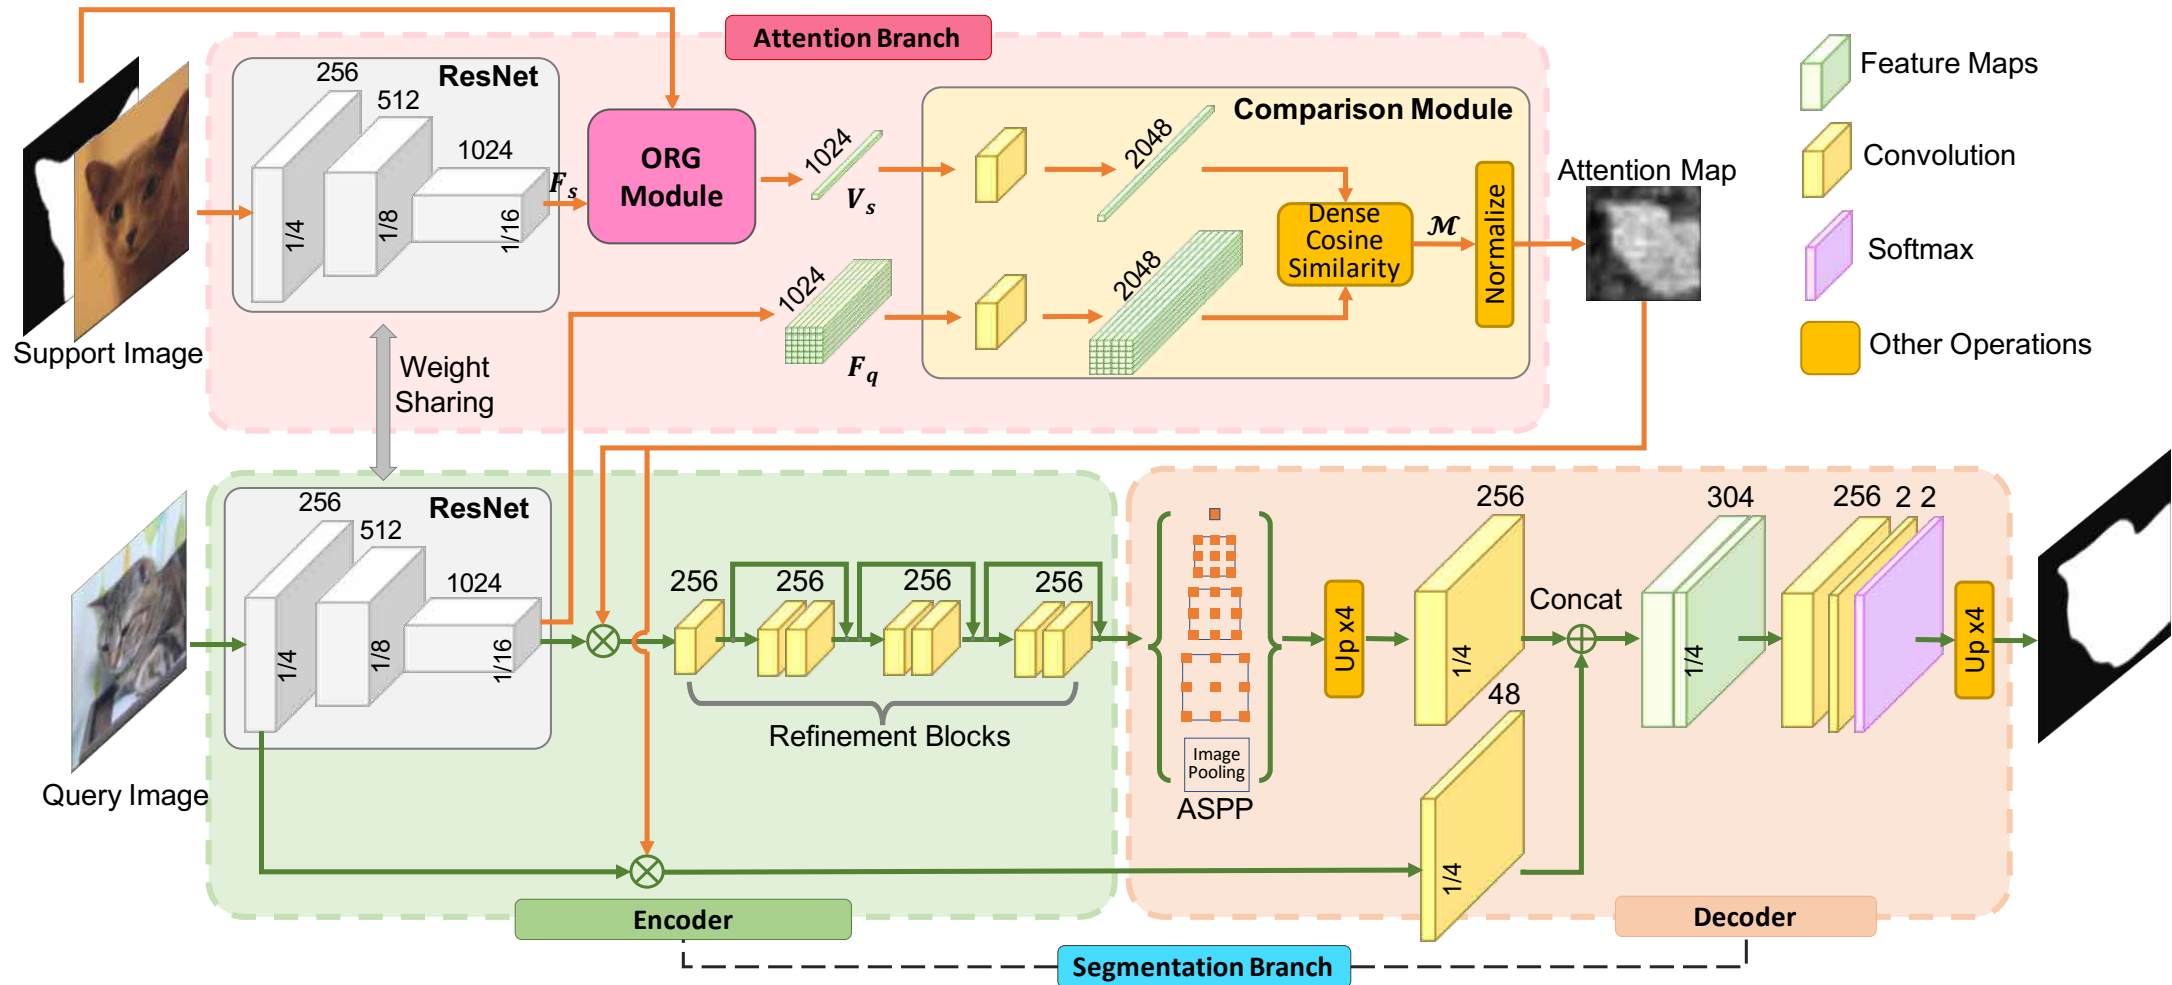 Attention Branch
ResNet
256
512
1024
1/4
1/8
1/16
F_s
ORG
Module
1024
V_s
1024
F_q
Comparison Module
2048
2048
Dense
Cosine
Similarity
ℳ
Normalize
Attention Map
Feature Maps
Convolution
Softmax
Other Operations
Support Image
Weight
Sharing
ResNet
256
512
1024
1/4
1/8
1/16
Query Image
256
256
256
256
Refinement Blocks
Image
Pooling
ASPP
Up x4
256
1/4
48
1/4
Concat
304
1/4
256
2
2
Up x4
Encoder
Decoder
Segmentation Branch